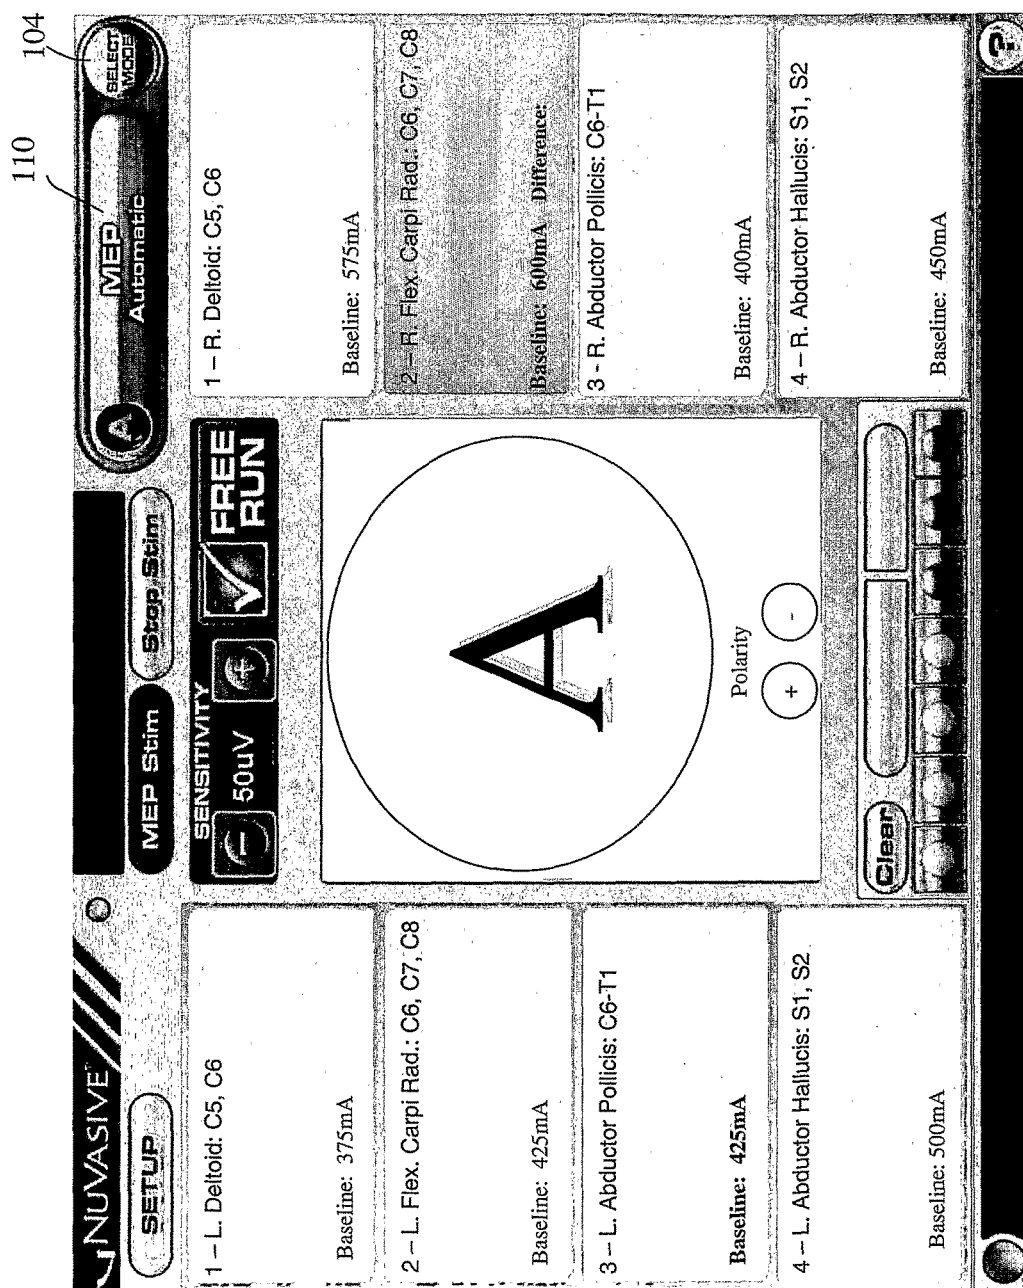 110
104
NUVASIVE
SETUP
MEP Stim
Stop Stim
A
MEP
Automatic
SELECT
MODE
1 – L. Deltoid: C5, C6
Baseline: 375mA
2 – L. Flex. Carpi Rad.: C6, C7, C8
Baseline: 425mA
3 – L. Abductor Pollicis: C6-T1
Baseline: 425mA
4 – L. Abductor Hallucis: S1, S2
Baseline: 500mA
SENSITIVITY
− 50uV +
FREE
RUN
A
Polarity
+ -
Clear
1 – R. Deltoid: C5, C6
Baseline: 575mA
2 – R. Flex. Carpi Rad.: C6, C7, C8
Baseline: 600mA Difference:
3 - R. Abductor Pollicis: C6-T1
Baseline: 400mA
4 – R. Abductor Hallucis: S1, S2
Baseline: 450mA
?